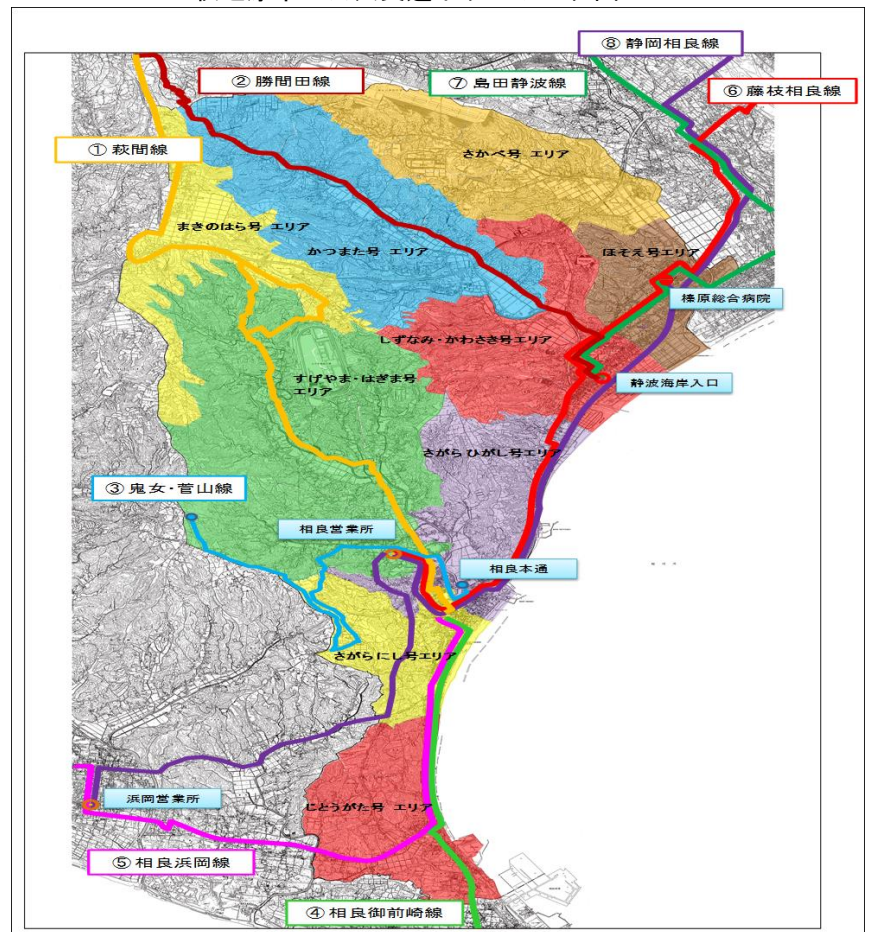 ⑧ 静岡相良線
② 勝間田線
⑦ 島田静波線
⑥ 藤枝相良線
① 萩間線
さかべ号 エリア
まきのはら号 エリア
かつまた号 エリア
ほそえ号エリア
榛原総合病院
しずなみ・かわさき号エリア
すげやま・はぎま号
エリア
静波海岸入口
さがらひがし号エリア
③ 鬼女・菅山線
相良営業所
相良本通
さがらにし号エリア
浜岡営業所
じとうがた号 エリア
⑤ 相良浜岡線
④ 相良御前崎線